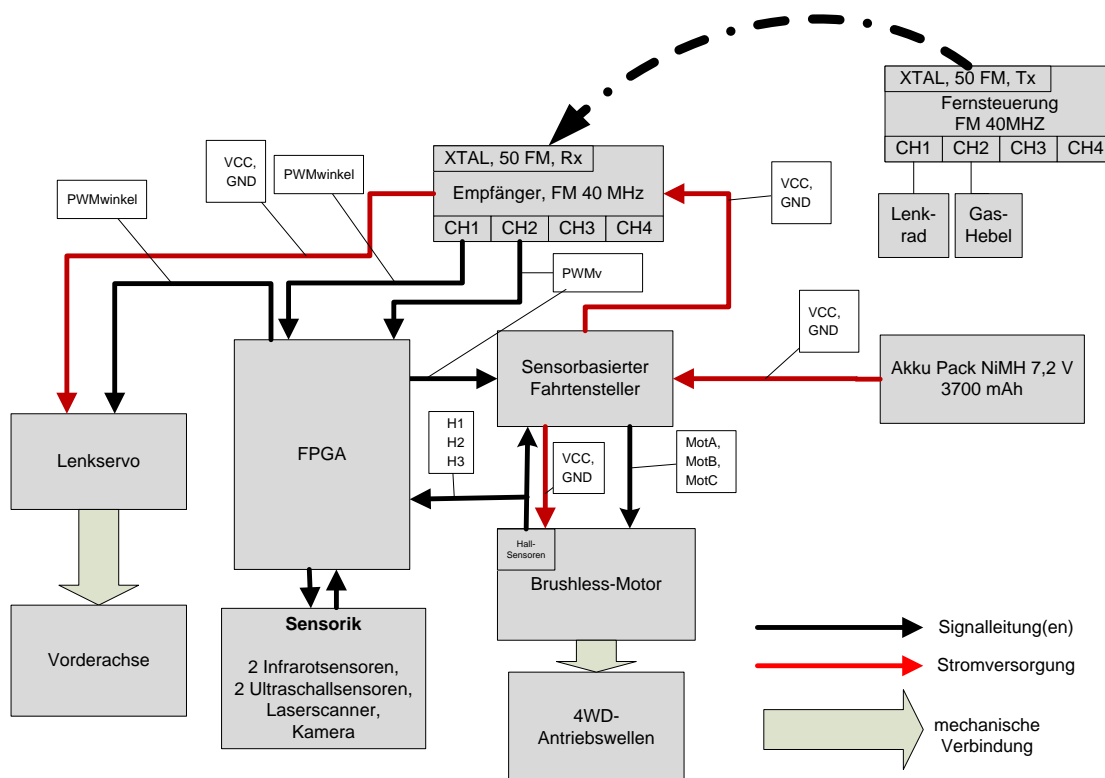 XTAL, 50 FM, Tx
Fernsteuerung
FM 40MHZ
CH1
CH2
CH3
CH4
Lenk-
rad
Gas-
Hebel
XTAL, 50 FM, Rx
Empfänger, FM 40 MHz
CH1
CH2
CH3
CH4
VCC,
GND
PWMwinkel
PWMwinkel
VCC,
GND
PWMv
VCC,
GND
Sensorbasierter
Fahrtensteller
Akku Pack NiMH 7,2 V
3700 mAh
Lenkservo
FPGA
H1
H2
H3
VCC,
GND
MotA,
MotB,
MotC
Hall-
Sensoren
Brushless-Motor
Vorderachse
Sensorik
2 Infrarotsensoren,
2 Ultraschallsensoren,
Laserscanner,
Kamera
4WD-
Antriebswellen
Signalleitung(en)
Stromversorgung
mechanische
Verbindung